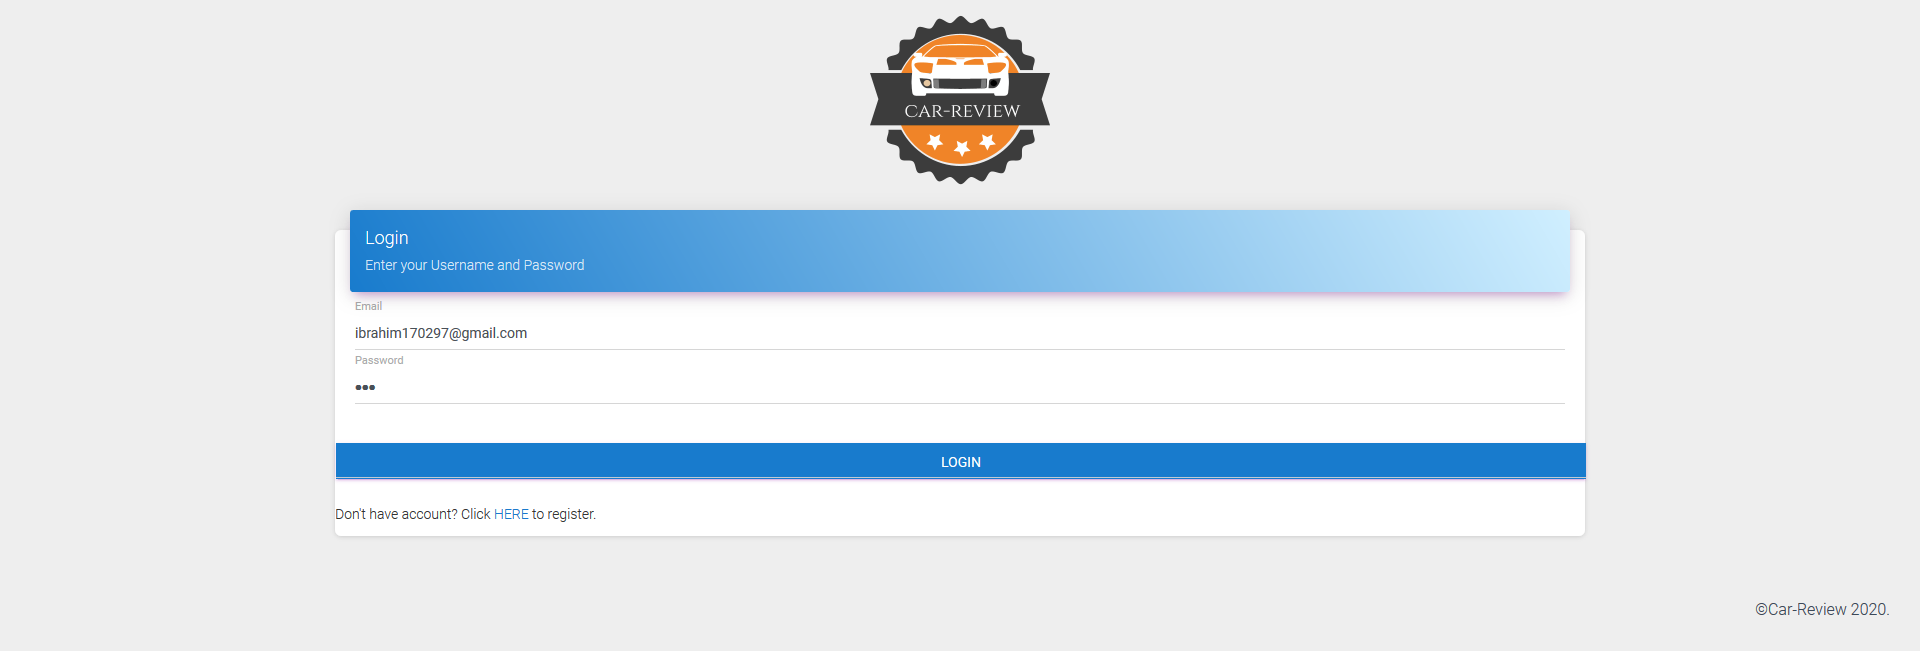 CAR-REVIEW
Login
Enter your Username and Password
Email
ibrahim170297@gmail.com
Password
•••
LOGIN
Don't have account? Click HERE to register.
©Car-Review 2020.